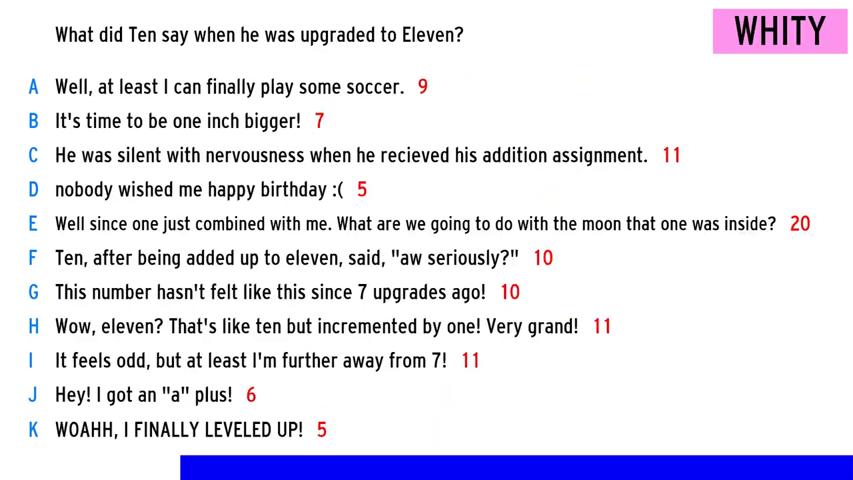 What did Ten say when he was upgraded to Eleven?
WHITY
A Well, at least I can finally play some soccer. 9
B It's time to be one inch bigger! 7
C He was silent with nervousness when he recieved his addition assignment. 11
D nobody wished me happy birthday :( 5
E Well since one just combined with me. What are we going to do with the moon that one was inside? 20
F Ten, after being added up to eleven, said, "aw seriously?" 10
G This number hasn't felt like this since 7 upgrades ago! 10
H Wow, eleven? That's like ten but incremented by one! Very grand! 11
I It feels odd, but at least I'm further away from 7! 11
J Hey! I got an "a" plus! 6
K WOAHH, I FINALLY LEVELED UP! 5